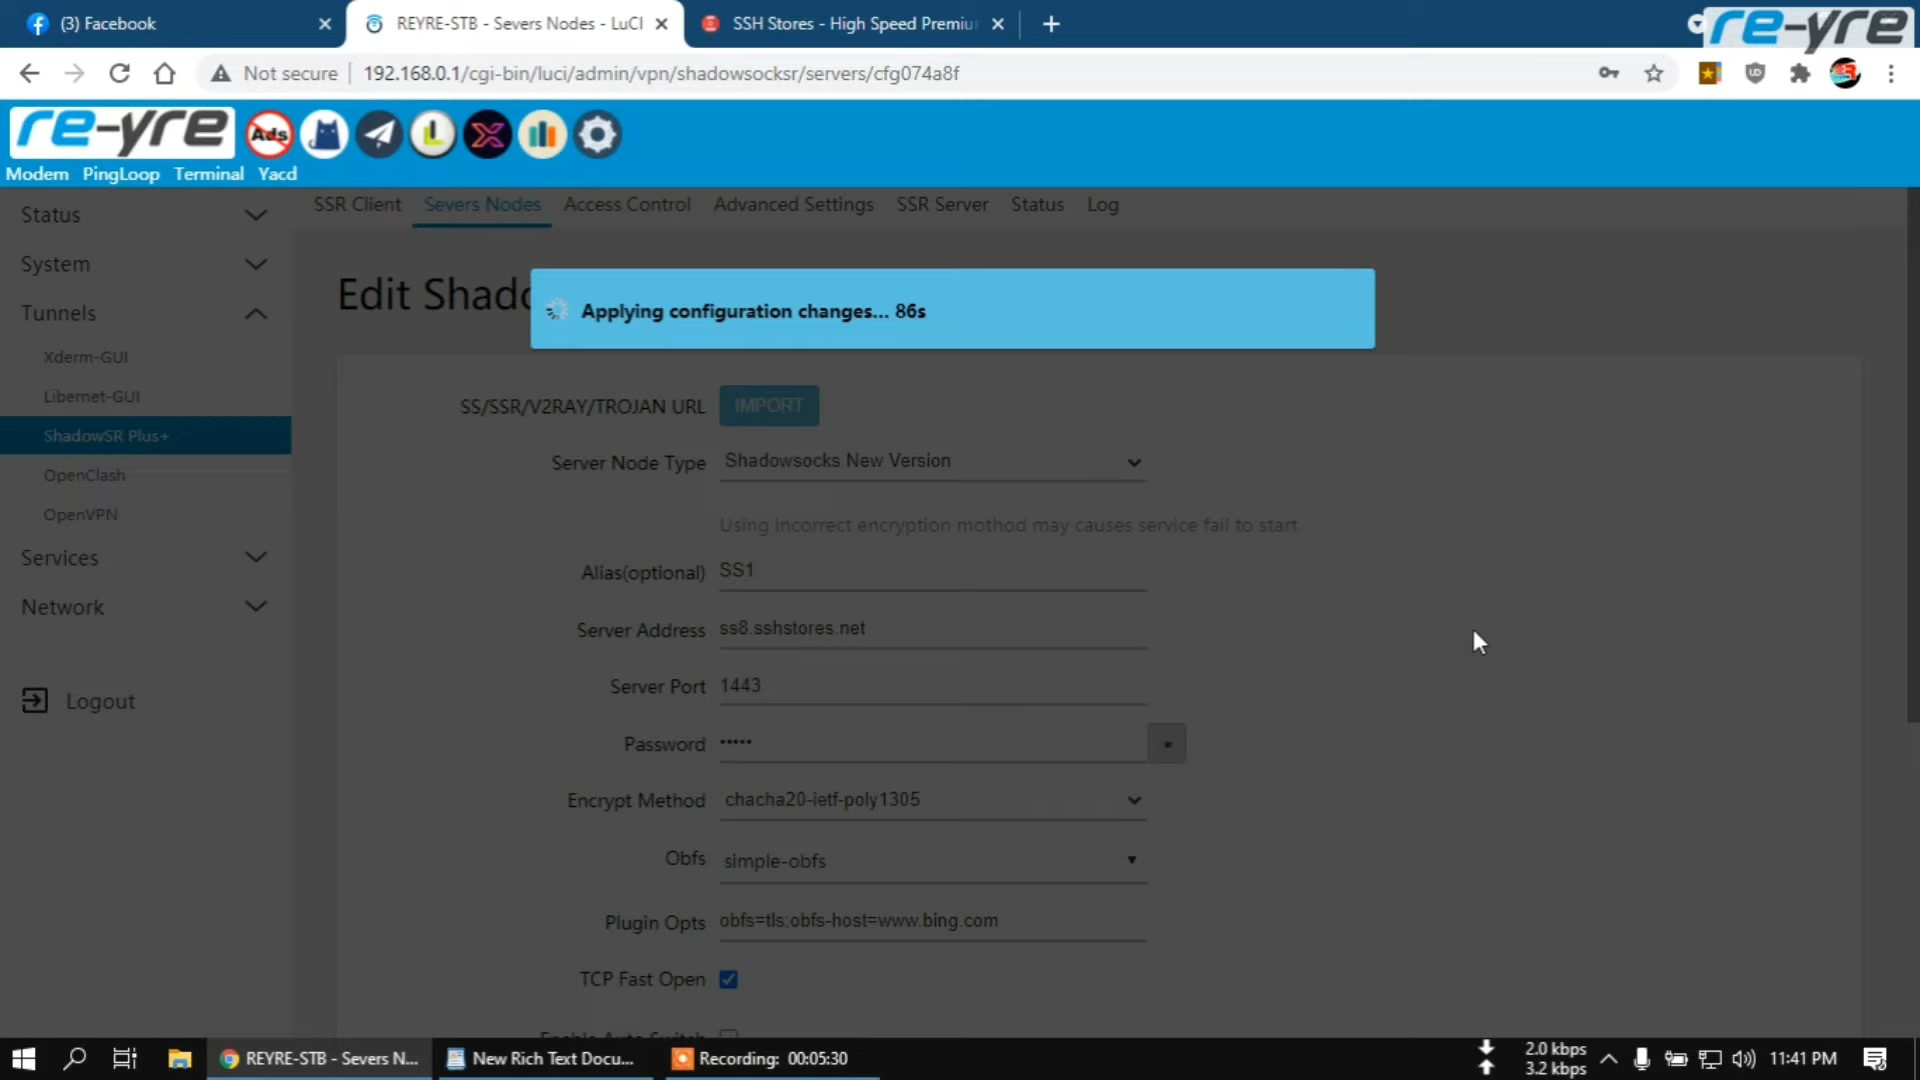 (3) Facebook
REYRE-STB - Severs Nodes - LuCI
SSH Stores - High Speed Premiu
re-yre
Not secure
192.168.0.1/cgi-bin/luci/admin/vpn/shadowsocksr/servers/cfg074a8f
re-yre
Ads
Modem PingLoop Terminal Yacd
SSR Client Severs Nodes Access Control Advanced Settings SSR Server Status Log
Status
System
Tunnels
Xderm-GUI
Libernet-GUI
ShadowSR Plus+
OpenClash
OpenVPN
Services
Network
Logout
Edit Shado
Applying configuration changes... 86s
SS/SSR/V2RAY/TROJAN URL IMPORT
Server Node Type Shadowsocks New Version
Using incorrect encryption mothod may causes service fail to start
Alias(optional) SS1
Server Address ss8.sshstores.net
Server Port 1443
Password •••••
Encrypt Method chacha20-ietf-poly1305
Obfs simple-obfs
Plugin Opts obfs=tls;obfs-host=www.bing.com
TCP Fast Open
Enable Auto Switch
REYRE-STB - Severs N...
New Rich Text Docu...
Recording: 00:05:30
2.0 kbps
3.2 kbps
11:41 PM